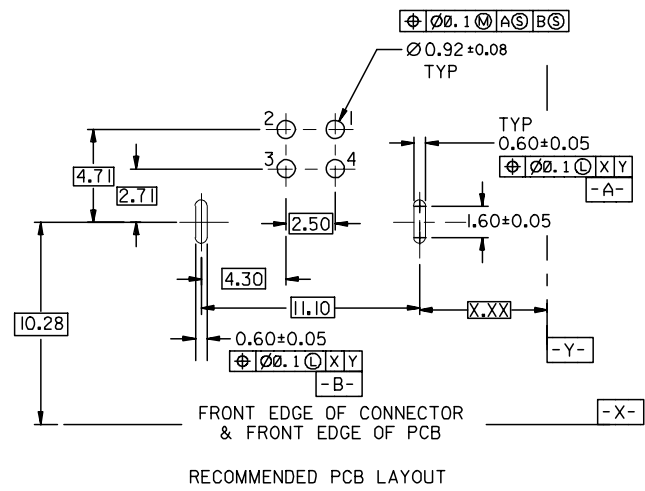 ⌖ Ø0.1 Ⓜ AⓈ BⓈ
Ø 0.92 ±0.08
TYP
2 1
3 4
TYP
0.60±0.05
⌖ Ø0.1 Ⓛ X Y
-A-
4.71
2.71
2.50
1.60±0.05
4.30
11.10
X.XX
10.28
0.60±0.05
⌖ Ø0.1 Ⓛ X Y
-B-
-Y-
FRONT EDGE OF CONNECTOR
& FRONT EDGE OF PCB
-X-
RECOMMENDED PCB LAYOUT